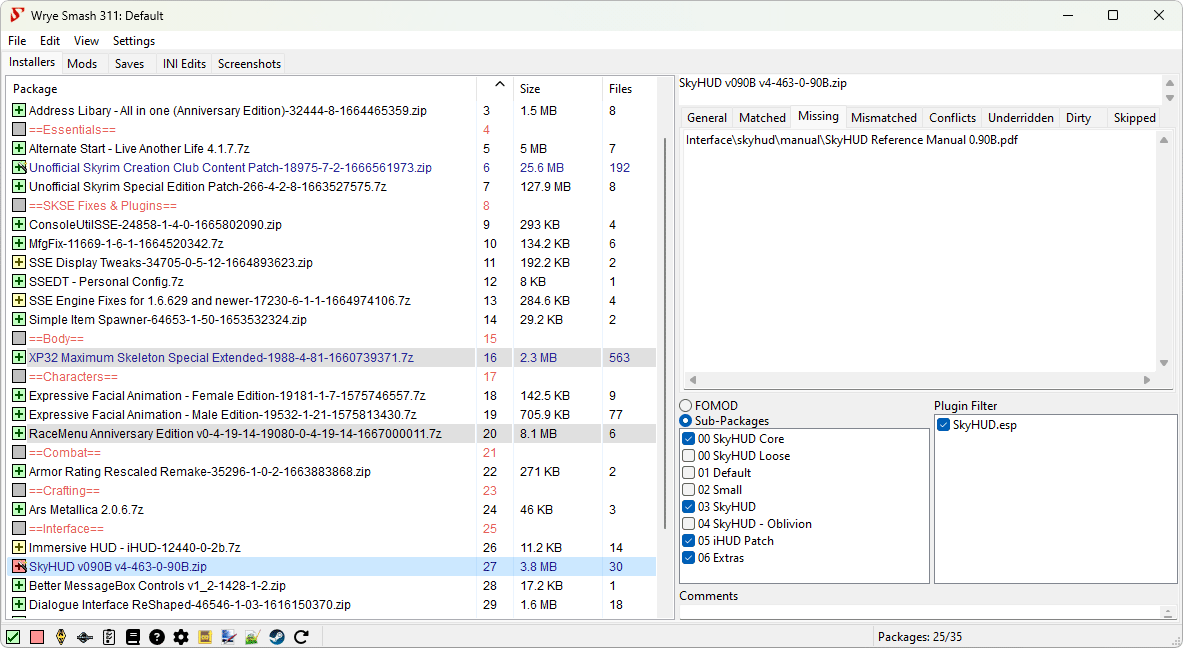 Wrye Smash 311: Default
File Edit View Settings
Installers Mods Saves INI Edits Screenshots
Package Size Files
Address Libary - All in one (Anniversary Edition)-32444-8-1664465359.zip 3 1.5 MB 8
==Essentials== 4
Alternate Start - Live Another Life 4.1.7.7z 5 5 MB 7
Unofficial Skyrim Creation Club Content Patch-18975-7-2-1666561973.zip 6 25.6 MB 192
Unofficial Skyrim Special Edition Patch-266-4-2-8-1663527575.7z 7 127.9 MB 8
==SKSE Fixes & Plugins== 8
ConsoleUtilSSE-24858-1-4-0-1665802090.zip 9 293 KB 4
MfgFix-11669-1-6-1-1664520342.7z 10 134.2 KB 6
SSE Display Tweaks-34705-0-5-12-1664893623.zip 11 192.2 KB 2
SSEDT - Personal Config.7z 12 8 KB 1
SSE Engine Fixes for 1.6.629 and newer-17230-6-1-1-1664974106.7z 13 284.6 KB 4
Simple Item Spawner-64653-1-50-1653532324.zip 14 29.2 KB 2
==Body== 15
XP32 Maximum Skeleton Special Extended-1988-4-81-1660739371.7z 16 2.3 MB 563
==Characters== 17
Expressive Facial Animation - Female Edition-19181-1-7-1575746557.7z 18 142.5 KB 9
Expressive Facial Animation - Male Edition-19532-1-21-1575813430.7z 19 705.9 KB 77
RaceMenu Anniversary Edition v0-4-19-14-19080-0-4-19-14-1667000011.7z 20 8.1 MB 6
==Combat== 21
Armor Rating Rescaled Remake-35296-1-0-2-1663883868.zip 22 271 KB 2
==Crafting== 23
Ars Metallica 2.0.6.7z 24 46 KB 3
==Interface== 25
Immersive HUD - iHUD-12440-0-2b.7z 26 11.2 KB 14
SkyHUD v090B v4-463-0-90B.zip 27 3.8 MB 30
Better MessageBox Controls v1_2-1428-1-2.zip 28 17.2 KB 1
Dialogue Interface ReShaped-46546-1-03-1616150370.zip 29 1.6 MB 18
SkyHUD v090B v4-463-0-90B.zip
General Matched Missing Mismatched Conflicts Underridden Dirty Skipped
Interface\skyhud\manual\SkyHUD Reference Manual 0.90B.pdf
FOMOD
Sub-Packages
00 SkyHUD Core
00 SkyHUD Loose
01 Default
02 Small
03 SkyHUD
04 SkyHUD - Oblivion
05 iHUD Patch
06 Extras
Plugin Filter
SkyHUD.esp
Comments
Packages: 25/35